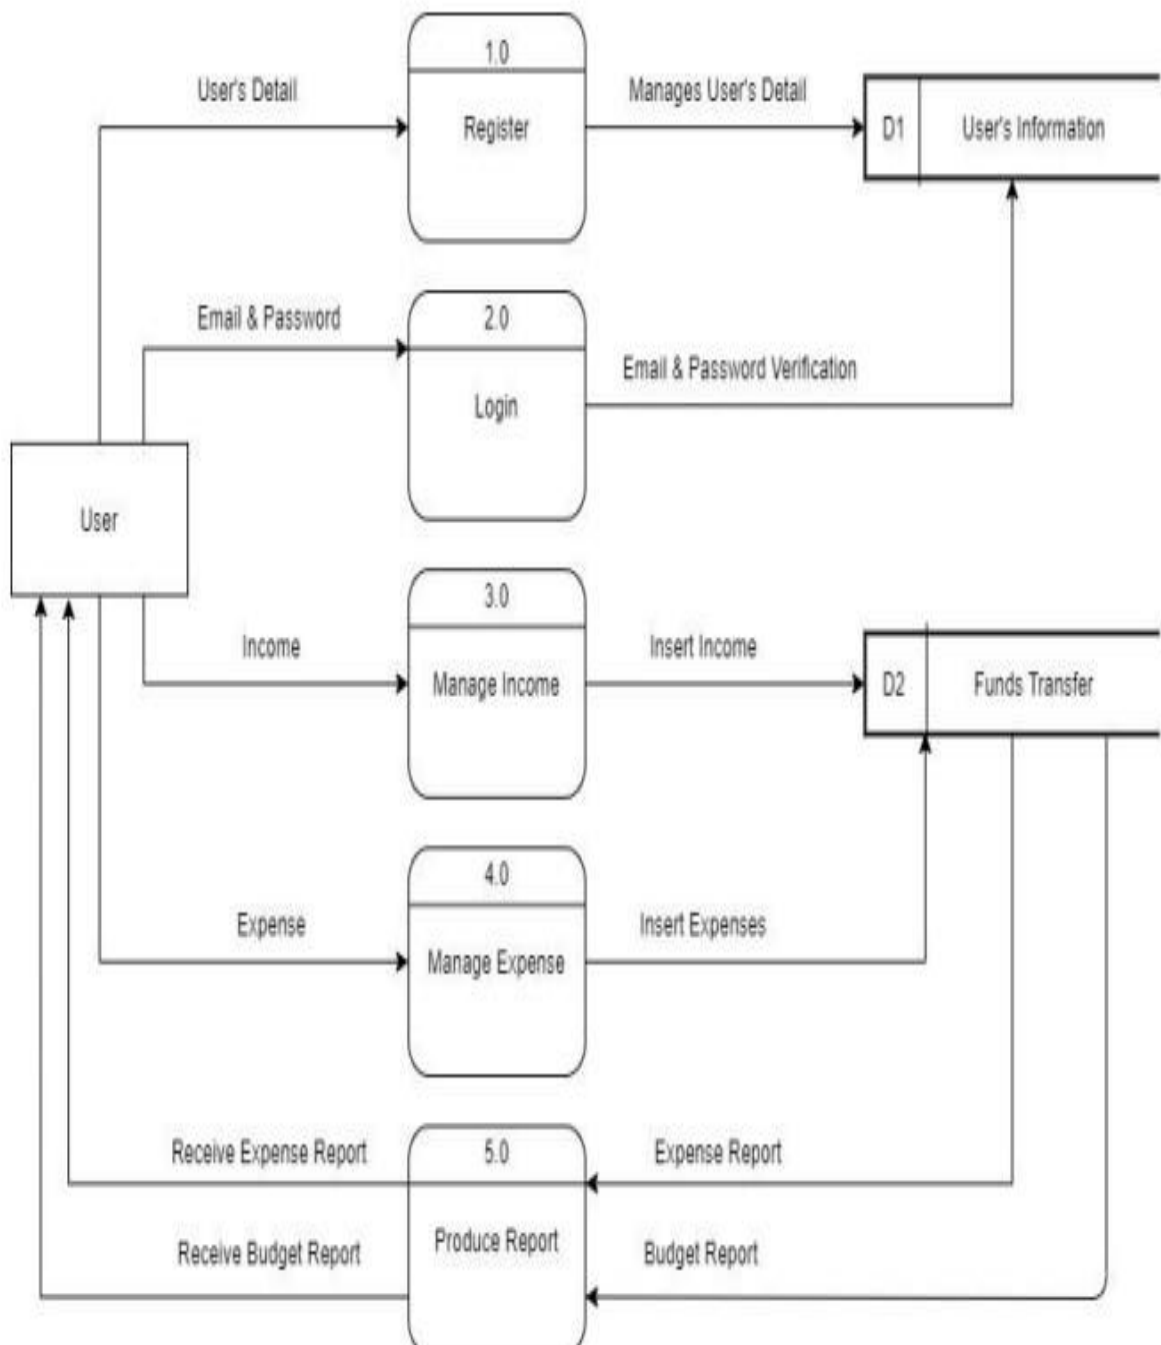 1.0
User's Detail
Manages User's Detail
Register
D1
User's Information
Email & Password
2.0
Email & Password Verification
Login
User
3.0
Income
Insert Income
Manage Income
D2
Funds Transfer
4.0
Expense
Insert Expenses
Manage Expense
Receive Expense Report
5.0
Expense Report
Produce Report
Receive Budget Report
Budget Report